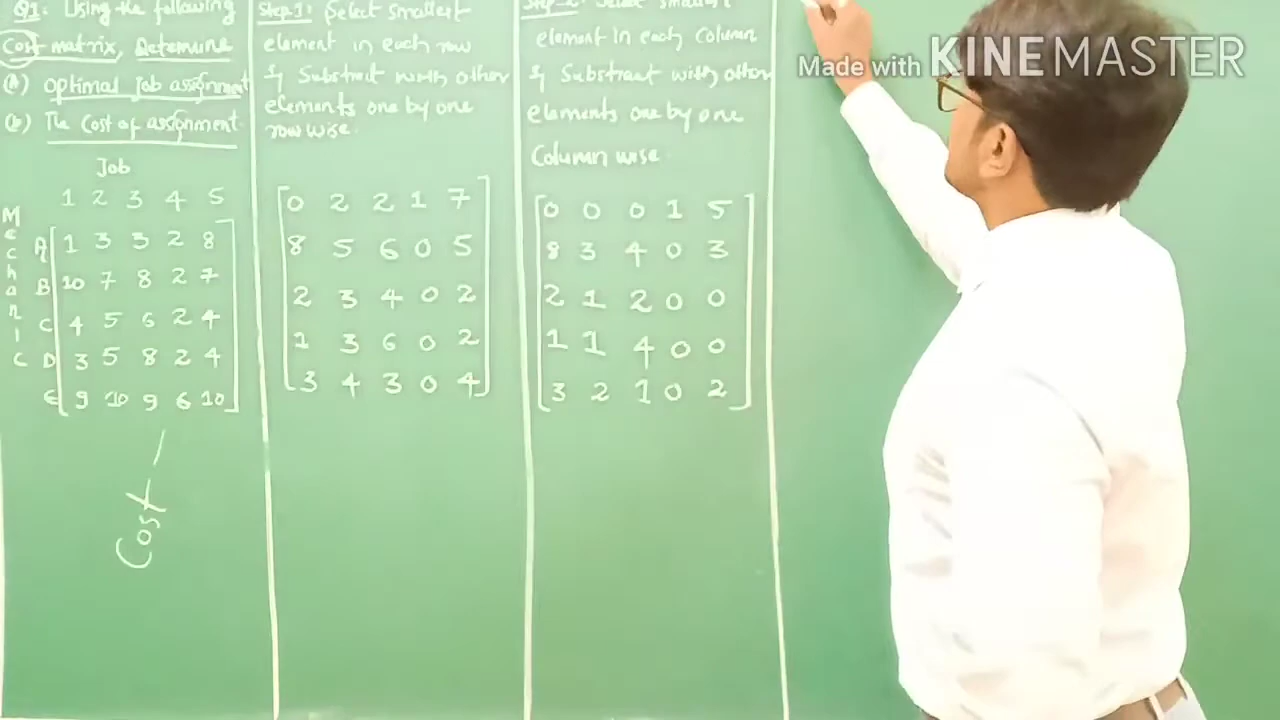 Q1: Using the following
Cost matrix, Determine
(a) optimal Job assignment
(b) The Cost of assignment.
Job
1 2 3 4 5
Mechanic
A 1 3 3 2 8
B 10 7 8 2 7
C 4 5 6 2 4
D 3 5 8 2 4
E 9 10 9 6 10
Cost
Step.1: Select smallest
element in each row
& Substract with other
elements one by one
row wise.
0 2 2 1 7
8 5 6 0 5
2 3 4 0 2
1 3 6 0 2
3 4 3 0 4
Step-2: Select smallest
element in each column
& Substract with other
elements one by one
Column wise.
0 0 0 1 5
8 3 4 0 3
2 1 2 0 0
1 1 4 0 0
3 2 1 0 2
Made with KINEMASTER